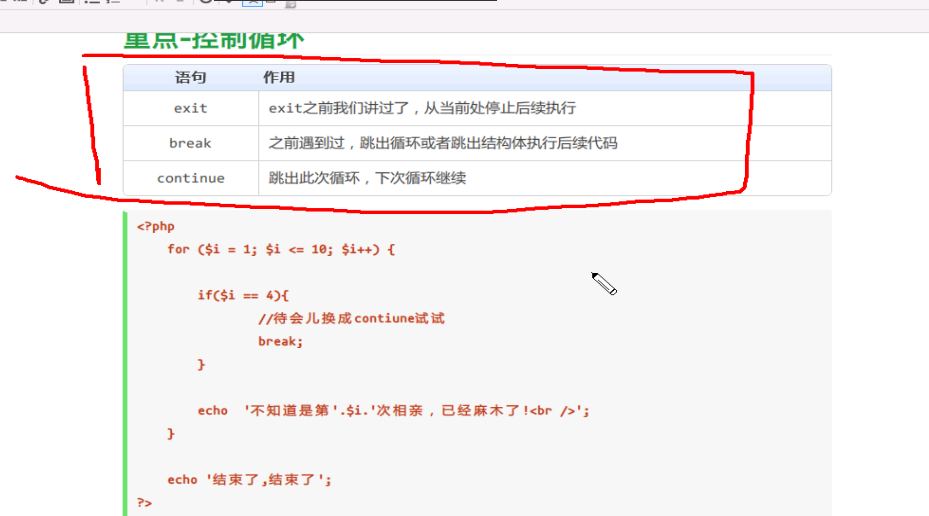 重点-控制循环
语句 作用
exit exit之前我们讲过了，从当前处停止后续执行
break 之前遇到过，跳出循环或者跳出结构体执行后续代码
continue 跳出此次循环，下次循环继续
<?php
for ($i = 1; $i <= 10; $i++) {
if($i == 4){
//待会儿换成contiune试试
break;
}
echo '不知道是第'.$i.'次相亲，已经麻木了!<br />';
}
echo '结束了,结束了';
?>